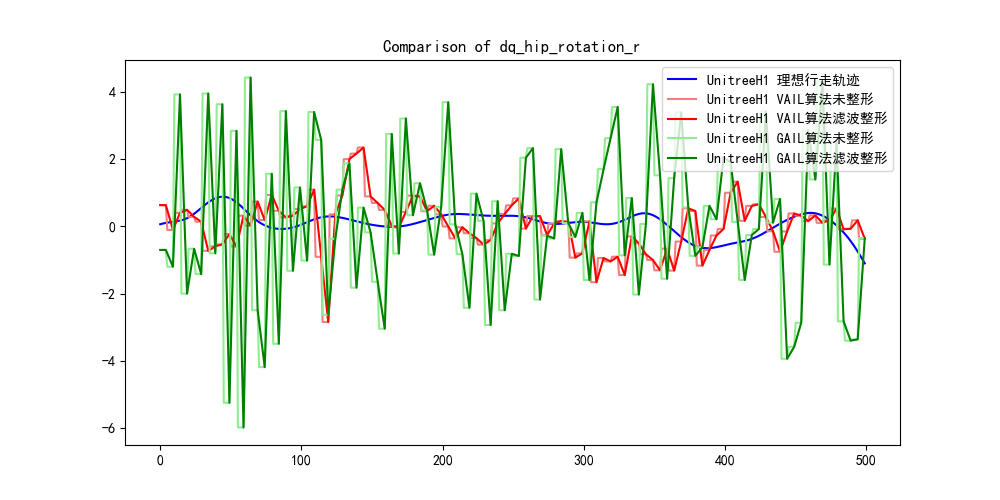 Comparison of dq_hip_rotation_r
UnitreeH1 理想行走轨迹
UnitreeH1 VAIL算法未整形
UnitreeH1 VAIL算法滤波整形
UnitreeH1 GAIL算法未整形
UnitreeH1 GAIL算法滤波整形
4
2
0
−2
−4
−6
0 100 200 300 400 500